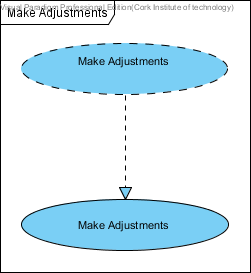 Visual Paradigm Professional Edition(Cork Institute of technology)
Make Adjustments
Make Adjustments
Make Adjustments